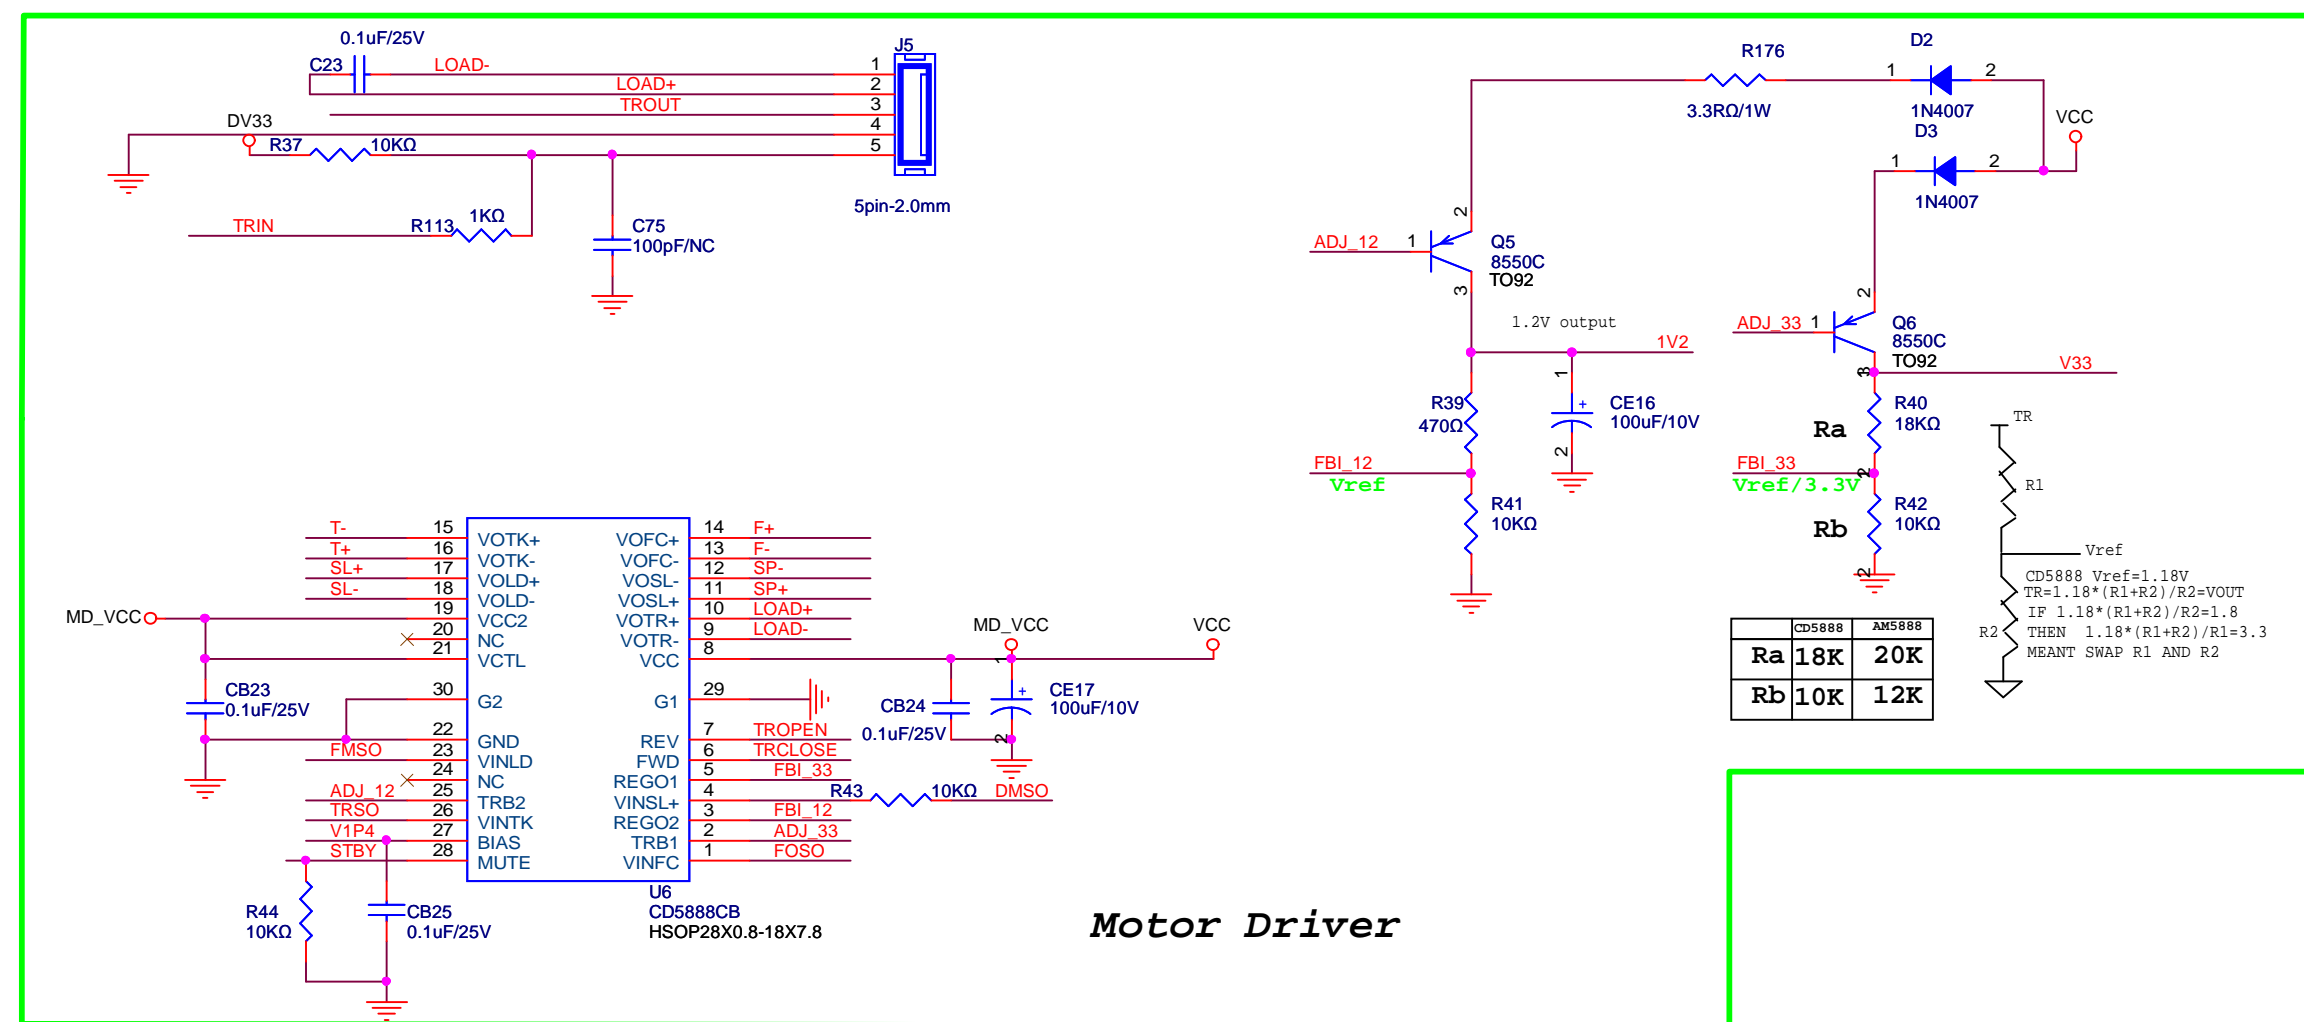 0.1uF/25V
C23
LOAD-
J5
1
LOAD+
2
TROUT
3
DV33
4
R37
10KΩ
5
5pin-2.0mm
TRIN
R113
1KΩ
C75
100pF/NC
R176
3.3RΩ/1W
D2
1
2
1N4007
D3
1
2
1N4007
VCC
2
ADJ_12
1
Q5
8550C
TO92
3
1.2V output
1V2
2
ADJ_33
1
Q6
8550C
TO92
3
V33
R39
470Ω
1
+
CE16
100uF/10V
2
FBI_12
Vref
R41
10KΩ
Ra
R40
18KΩ
FBI_33
2
Vref/3.3V
Rb
R42
10KΩ
2
TR
R1
Vref
CD5888 Vref=1.18V
TR=1.18*(R1+R2)/R2=VOUT
IF 1.18*(R1+R2)/R2=1.8
R2
THEN 1.18*(R1+R2)/R1=3.3
MEANT SWAP R1 AND R2
CD5888 AM5888
Ra 18K 20K
Rb 10K 12K
T- 15 VOTK+
T+ 16 VOTK-
SL+ 17 VOLD+
SL- 18 VOLD-
MD_VCC 19 VCC2
20 NC
21 VCTL
30 G2
22 GND
FMSO 23 VINLD
24 NC
ADJ_12 25 TRB2
TRSO 26 VINTK
V1P4 27 BIAS
STBY 28 MUTE
VOFC+ 14 F+
VOFC- 13 F-
VOSL- 12 SP-
VOSL+ 11 SP+
VOTR+ 10 LOAD+
VOTR- 9 LOAD-
VCC 8
G1 29
REV 7 TROPEN
FWD 6 TRCLOSE
REGO1 5 FBI_33
VINSL+ 4 R43 10KΩ DMSO
REGO2 3 FBI_12
TRB1 2 ADJ_33
VINFC 1 FOSO
MD_VCC
VCC
CB23
0.1uF/25V
CB24
0.1uF/25V
1
+
CE17
100uF/10V
2
R44
10KΩ
CB25
0.1uF/25V
U6
CD5888CB
HSOP28X0.8-18X7.8
Motor Driver